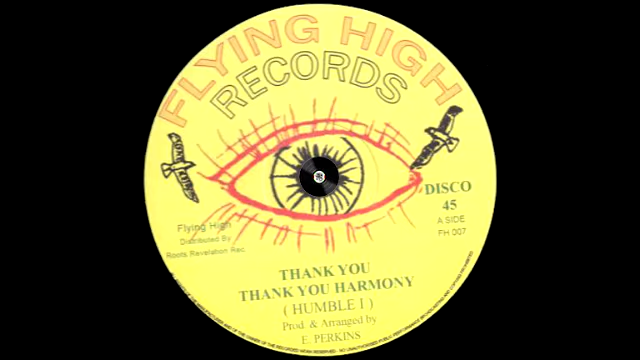 FLYING HIGH
RECORDS
DISCO
45
A SIDE
FH 007
Flying High
Distributed By
Roots Revelation Rec.
THANK YOU
THANK YOU HARMONY
( HUMBLE I )
Prod. & Arranged by
E. PERKINS